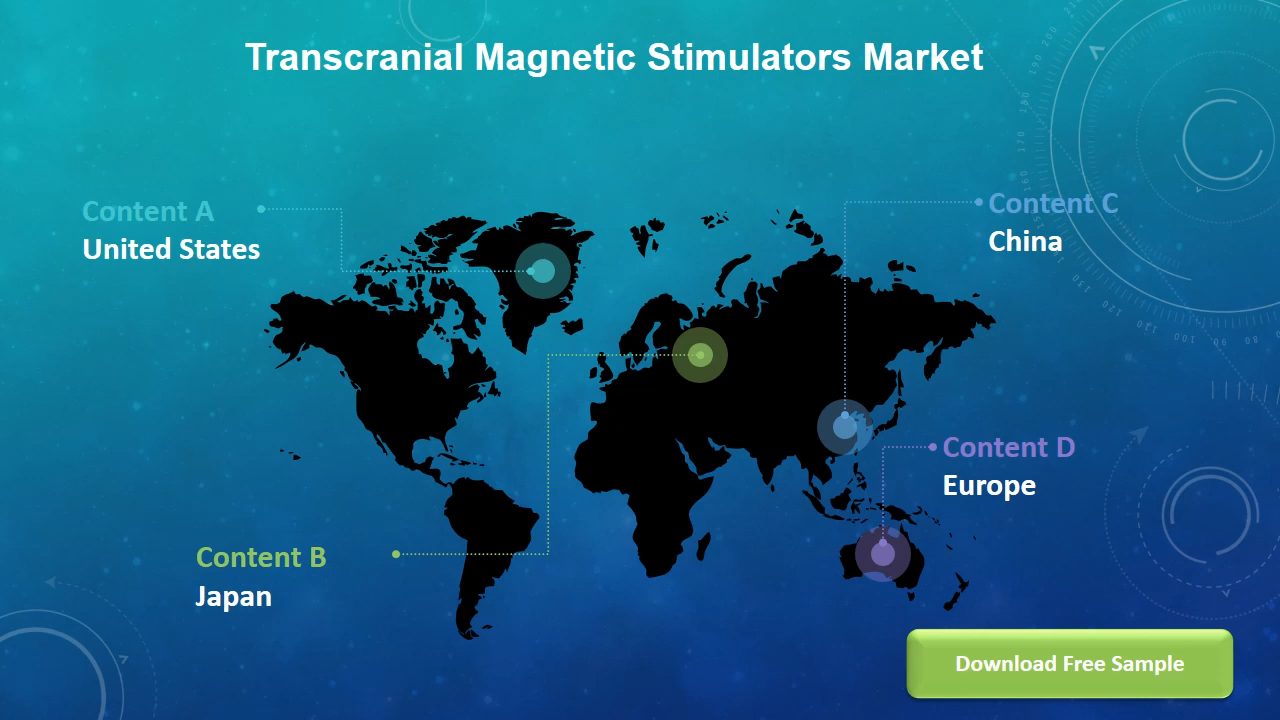 Transcranial Magnetic Stimulators Market
Content A
United States
Content C
China
Content D
Europe
Content B
Japan
Download Free Sample